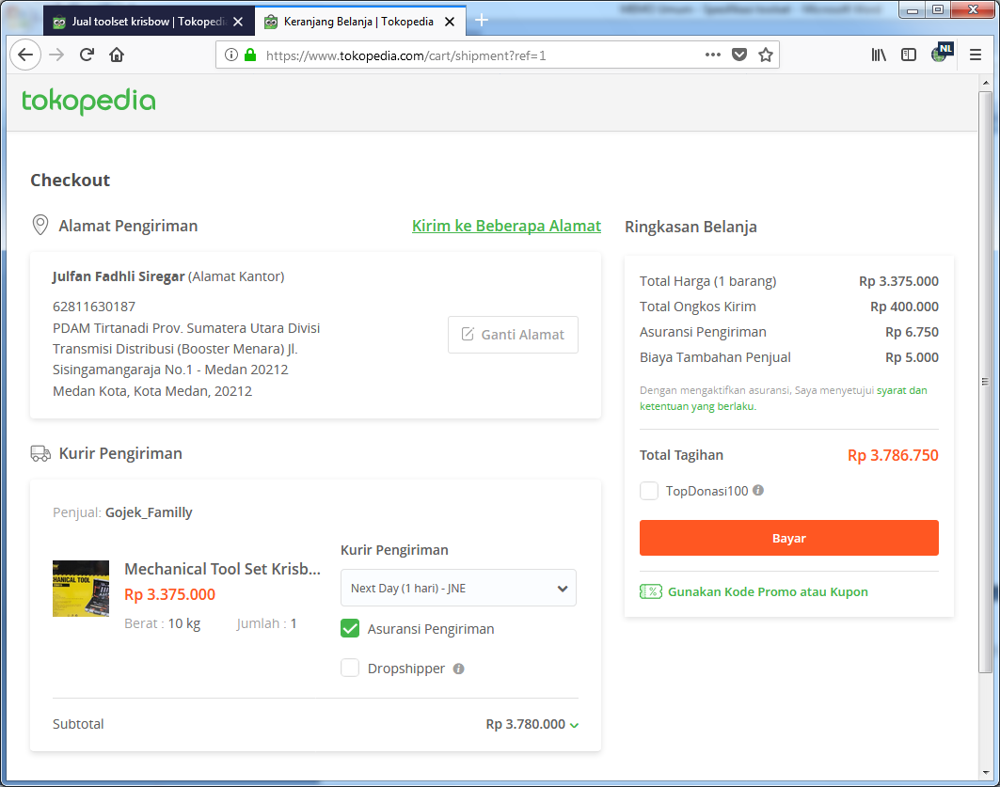 Jual toolset krisbow | Tokopedi
Keranjang Belanja | Tokopedia
https://www.tokopedia.com/cart/shipment?ref=1
NL
tokopedia
Checkout
Alamat Pengiriman
Kirim ke Beberapa Alamat
Julfan Fadhli Siregar (Alamat Kantor)
62811630187
PDAM Tirtanadi Prov. Sumatera Utara Divisi
Transmisi Distribusi (Booster Menara) Jl.
Sisingamangaraja No.1 - Medan 20212
Medan Kota, Kota Medan, 20212
Ganti Alamat
Kurir Pengiriman
Penjual: Gojek_Familly
Mechanical Tool Set Krisb...
Rp 3.375.000
Berat : 10 kg Jumlah : 1
Kurir Pengiriman
Next Day (1 hari) - JNE
Asuransi Pengiriman
Dropshipper
Subtotal Rp 3.780.000
Ringkasan Belanja
Total Harga (1 barang) Rp 3.375.000
Total Ongkos Kirim Rp 400.000
Asuransi Pengiriman Rp 6.750
Biaya Tambahan Penjual Rp 5.000
Dengan mengaktifkan asuransi, Saya menyetujui syarat dan
ketentuan yang berlaku.
Total Tagihan Rp 3.786.750
TopDonasi100
Bayar
Gunakan Kode Promo atau Kupon